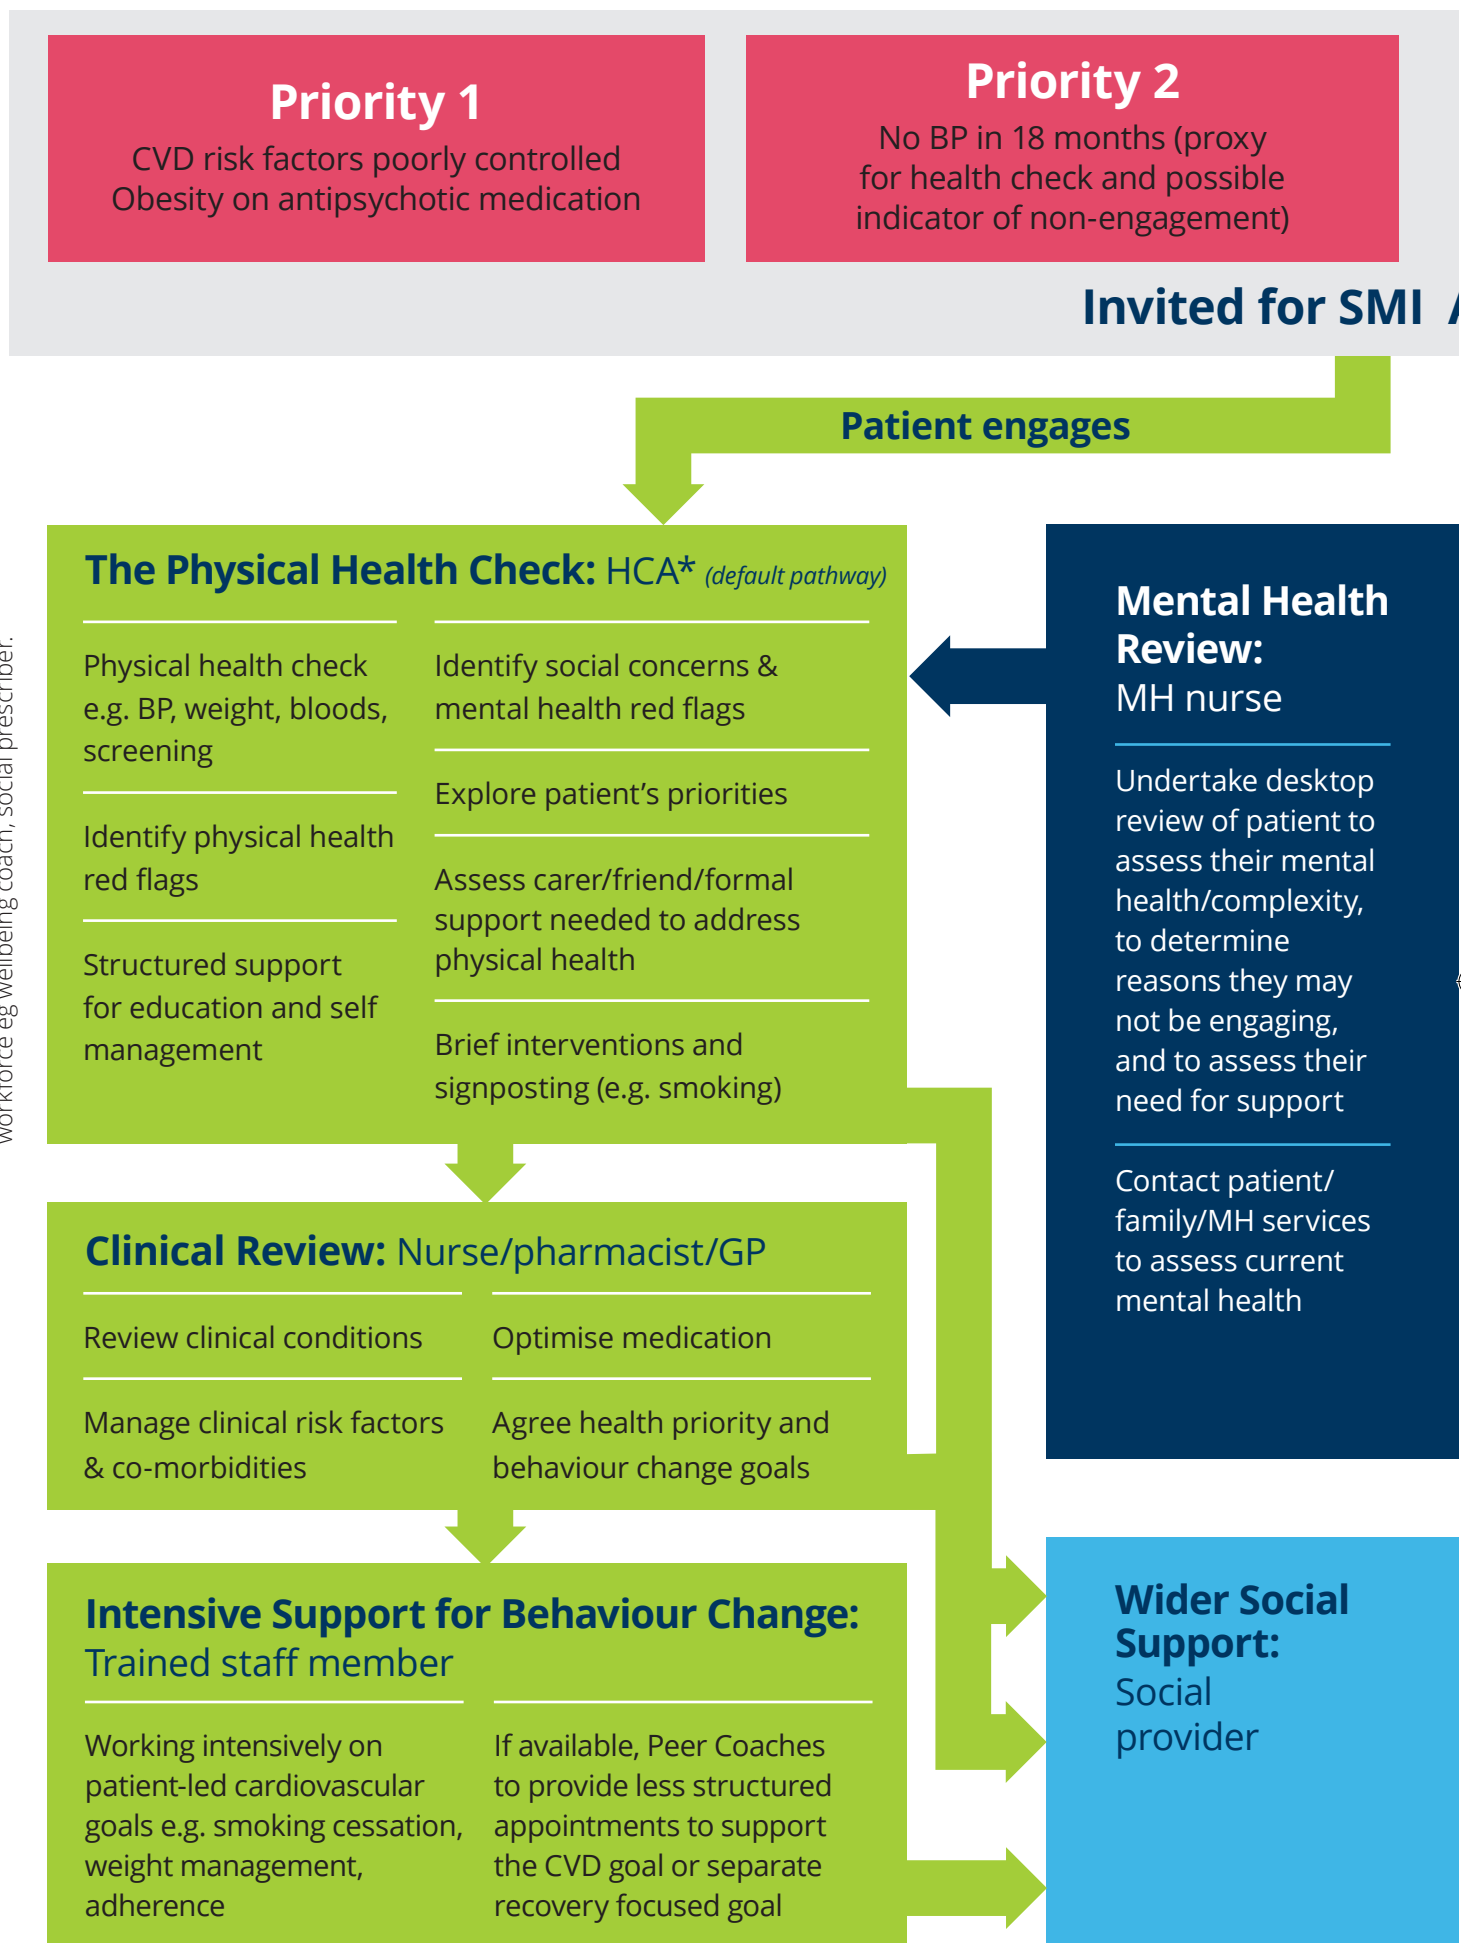 Priority 1
CVD risk factors poorly controlled
Obesity on antipsychotic medication
Priority 2
No BP in 18 months (proxy
for health check and possible
indicator of non-engagement)
Invited for SMI
Patient engages
The Physical Health Check: HCA* (default pathway)
Physical health check
e.g. BP, weight, bloods,
screening
Identify physical health
red flags
Structured support
for education and self
management
Identify social concerns &
mental health red flags
Explore patient's priorities
Assess carer/friend/formal
support needed to address
physical health
Brief interventions and
signposting (e.g. smoking)
Mental Health
Review:
MH nurse
Undertake desktop
review of patient to
assess their mental
health/complexity,
to determine
reasons they may
not be engaging,
and to assess their
need for support
Contact patient/
family/MH services
to assess current
mental health
Clinical Review: Nurse/pharmacist/GP
Review clinical conditions
Manage clinical risk factors
& co-morbidities
Optimise medication
Agree health priority and
behaviour change goals
Intensive Support for Behaviour Change:
Trained staff member
Working intensively on
patient-led cardiovascular
goals e.g. smoking cessation,
weight management,
adherence
If available, Peer Coaches
to provide less structured
appointments to support
the CVD goal or separate
recovery focused goal
Wider Social
Support:
Social
provider
workforce eg wellbeing coach, social prescriber.